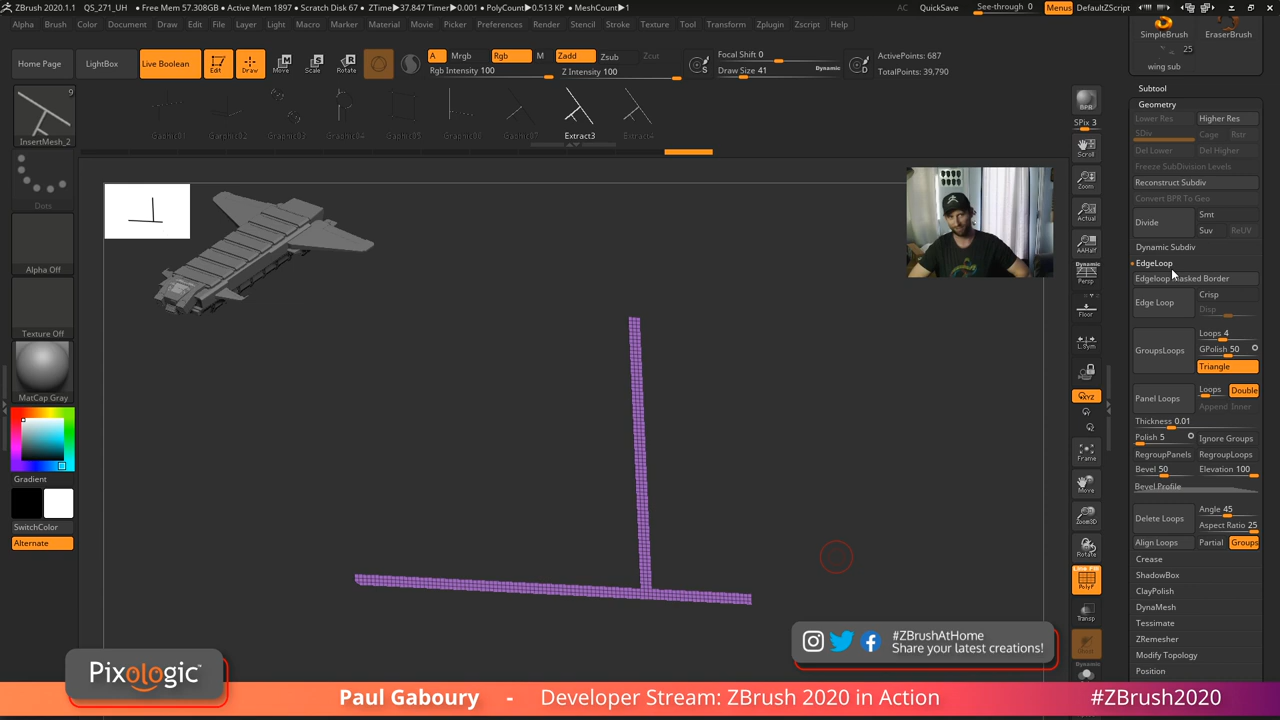 ZBrush 2020.1.1 QS_271_UH • Free Mem 57.308GB • Active Mem 1897 • Scratch Disk 67 • ZTime▶37.847 Timer▶0.001 • PolyCount▶0.513 KP • MeshCount▶1 AC QuickSave See-through 0 Menus DefaultZScript
Alpha Brush Color Document Draw Edit File Layer Light Macro Marker Material Movie Picker Preferences Render Stencil Stroke Texture Tool Transform Zplugin Zscript Help
Home Page LightBox Live Boolean Edit Draw Move Scale Rotate
A Mrgb Rgb M Zadd Zsub Zcut
Rgb Intensity 100 Z Intensity 100
Focal Shift 0
Draw Size 41 Dynamic
S D
ActivePoints: 687
TotalPoints: 39,790
9
InsertMesh_2
Extract3 Extract4
Dots
Alpha Off
Texture Off
MatCap Gray
Gradient
SwitchColor
Alternate
BPR
SPix 3
Scroll
Zoom
Actual
AAHalf
Dynamic
Persp
Floor
L.Sym
XYZ
Frame
Move
Zoom3D
Rotate
Line Fill
PolyF
Transp
Dynamic
SimpleBrush EraserBrush
25
wing sub
Subtool
Geometry
Lower Res Higher Res
SDiv Cage Rstr
Del Lower Del Higher
Freeze SubDivision Levels
Reconstruct Subdiv
Convert BPR To Geo
Divide Smt
Suv ReUV
Dynamic Subdiv
EdgeLoop
Edgeloop Masked Border
Edge Loop Crisp
Disp
GroupsLoops Loops 4
GPolish 50
Triangle
Panel Loops Loops Double
Append Inner
Thickness 0.01
Polish 5 Ignore Groups
RegroupPanels RegroupLoops
Bevel 50 Elevation 100
Bevel Profile
Delete Loops Angle 45
Aspect Ratio 25
Align Loops Partial Groups
Crease
ShadowBox
ClayPolish
DynaMesh
Tessimate
ZRemesher
Modify Topology
Position
#ZBrushAtHome
Share your latest creations!
Pixologic™
Paul Gaboury - Developer Stream: ZBrush 2020 in Action #ZBrush2020